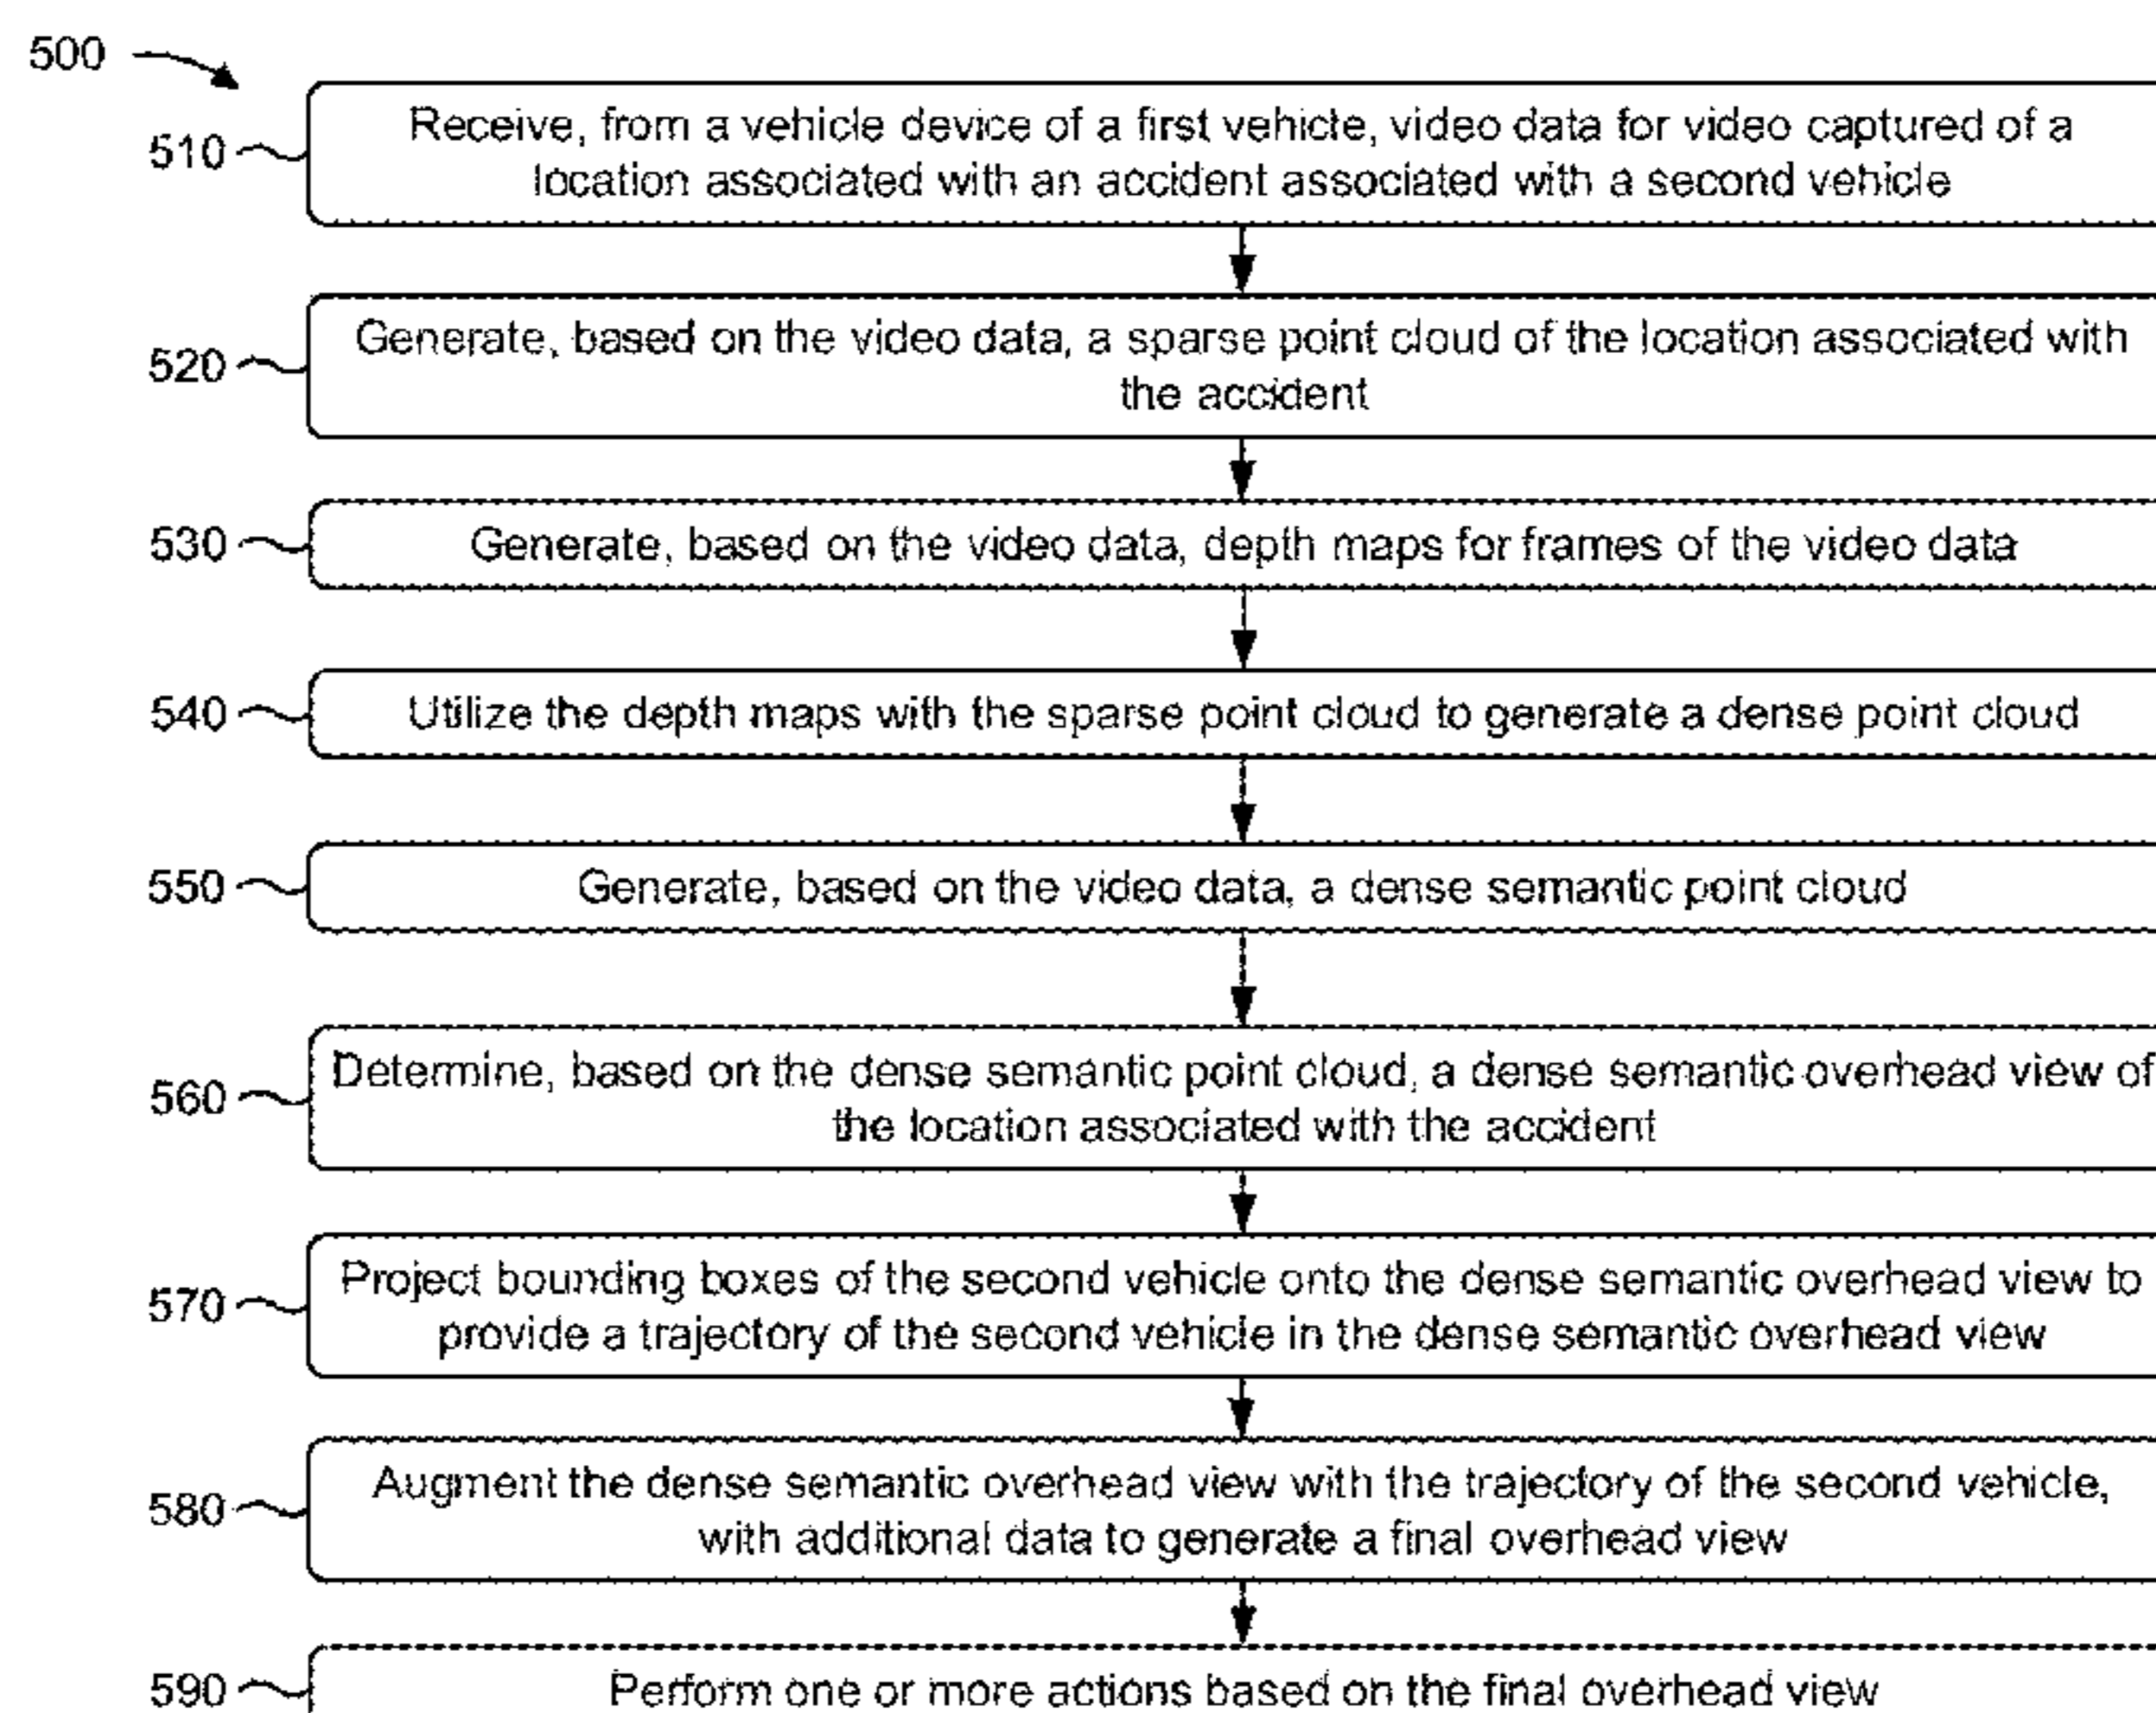 500
510
Receive, from a vehicle device of a first vehicle, video data for video captured of a
location associated with an accident associated with a second vehicle
520
Generate, based on the video data, a sparse point cloud of the location associated with
the accident
530
Generate, based on the video data, depth maps for frames of the video data
540
Utilize the depth maps with the sparse point cloud to generate a dense point cloud
550
Generate, based on the video data, a dense semantic point cloud
560
Determine, based on the dense semantic point cloud, a dense semantic overhead view of
the location associated with the accident
570
Project bounding boxes of the second vehicle onto the dense semantic overhead view to
provide a trajectory of the second vehicle in the dense semantic overhead view
580
Augment the dense semantic overhead view with the trajectory of the second vehicle,
with additional data to generate a final overhead view
590
Perform one or more actions based on the final overhead view